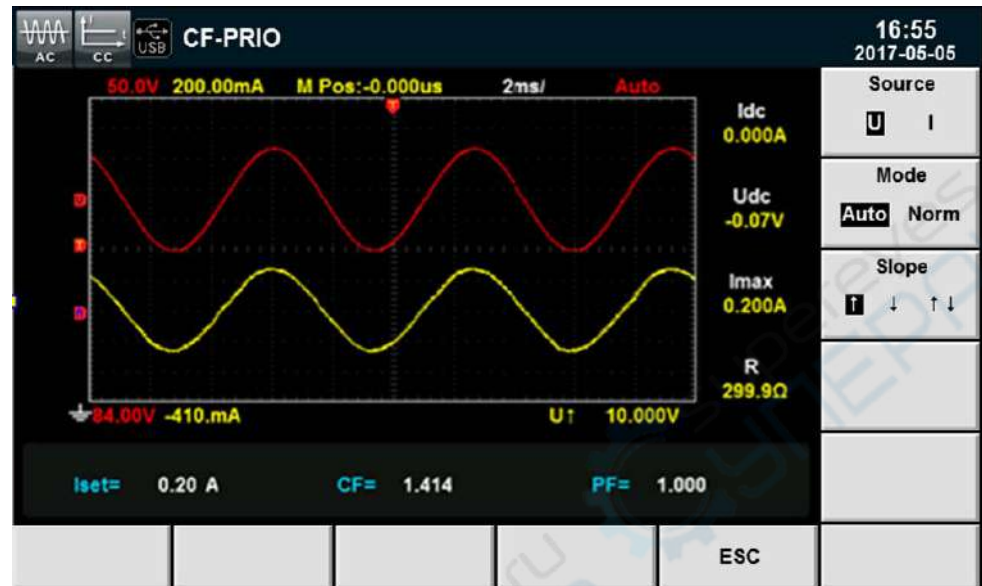 AC CC USB CF-PRIO 16:55
2017-05-05
50.0V 200.00mA M Pos:-0.000us 2ms/ Auto
T
Idc
0.000A
Udc
-0.07V
Imax
0.200A
R
299.9Ω
84.00V -410.mA U↑ 10.000V
Iset= 0.20 A CF= 1.414 PF= 1.000
Source
U I
Mode
Auto Norm
Slope
↑ ↓ ↑↓
ESC